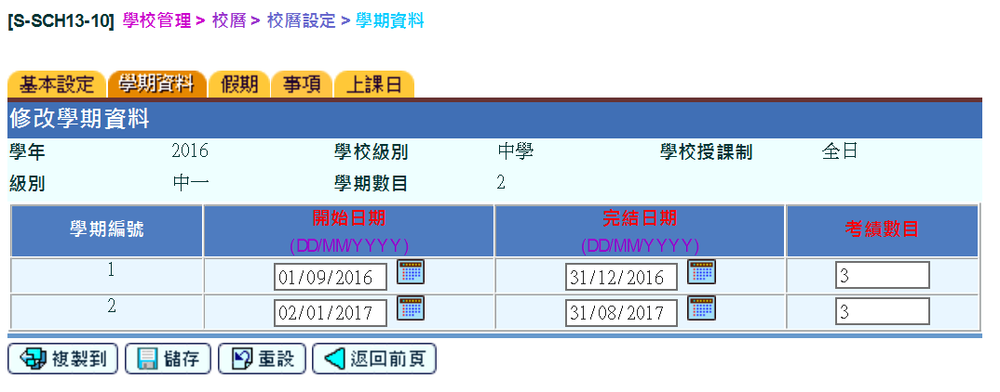 [S-SCH13-10] 學校管理 > 校曆 > 校曆設定 > 學期資料
基本設定 學期資料 假期 事項 上課日
修改學期資料
學年 2016 學校級別 中學 學校授課制 全日
級別 中一 學期數目 2
學期編號 開始日期 (DD/MM/YYYY) 完結日期 (DD/MM/YYYY) 考績數目
1 01/09/2016 31/12/2016 3
2 02/01/2017 31/08/2017 3
複製到 儲存 重設 返回前頁